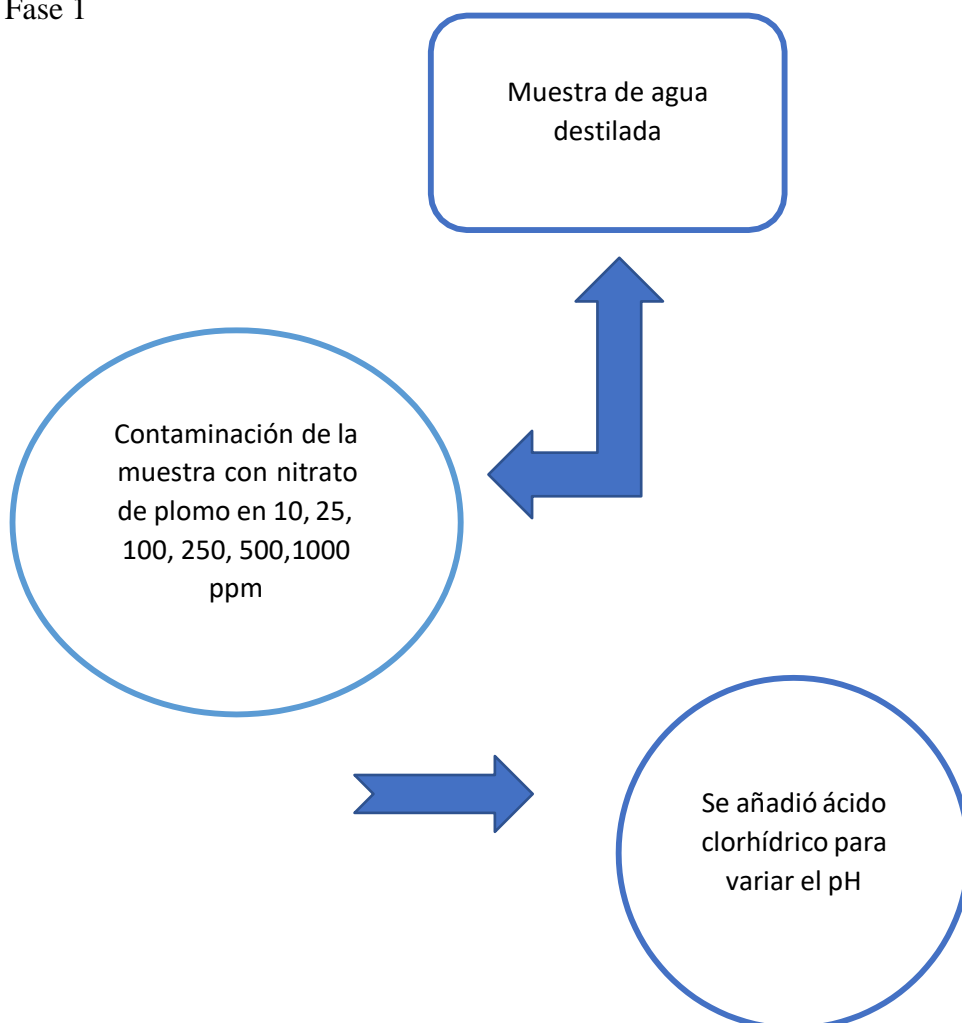 Fase 1
Muestra de agua
destilada
Contaminación de la
muestra con nitrato
de plomo en 10, 25,
100, 250, 500,1000
ppm
Se añadió ácido
clorhídrico para
variar el pH